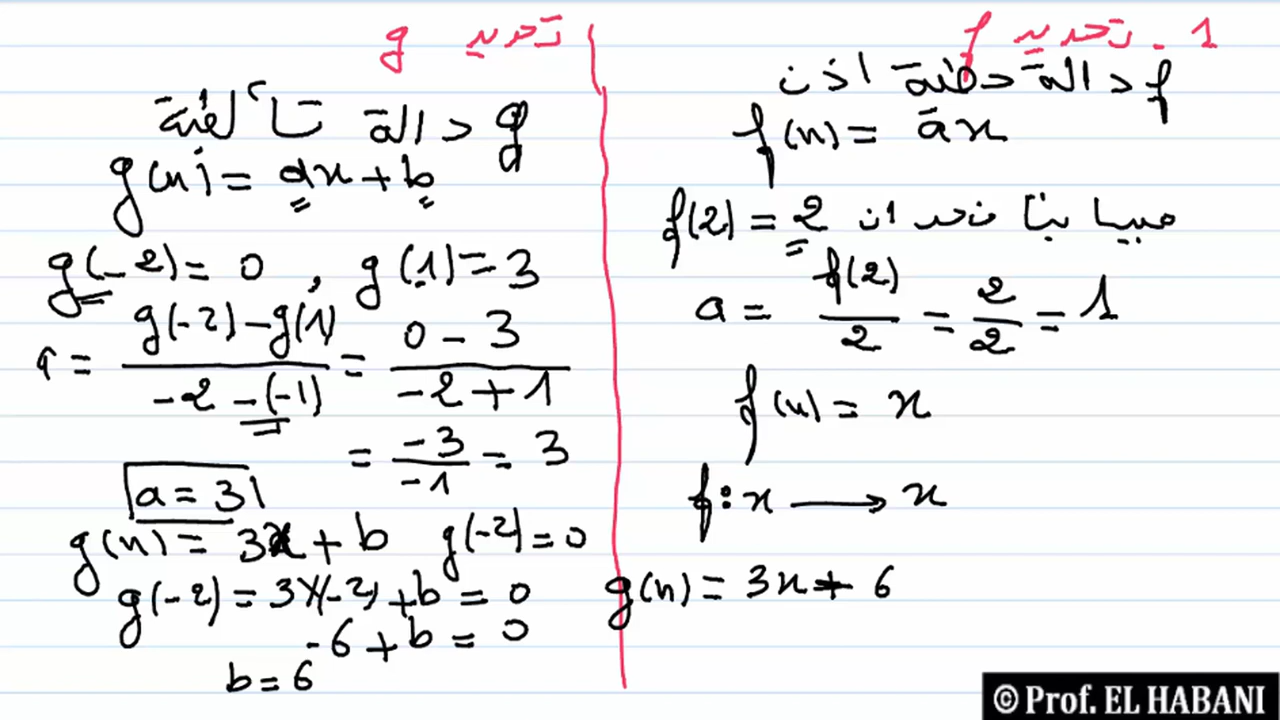 1 - تحديد f
f دالة خطية اذن
f(x) = ax
مبيانيا نجد ان f(2) = 2
a = f(2)/2 = 2/2 = 1
f(x) = x
f : x ⟶ x
تحديد g
g دالة تآلفية
g(x) = ax + b
g(-2) = 0 , g(1) = 3
= g(-2) - g(1) / -2 - (-1) = 0 - 3 / -2 + 1
= -3/-1 = 3
a = 3
g(x) = 3x + b g(-2) = 0
g(-2) = 3×(-2) + b = 0
-6 + b = 0
b = 6
g(x) = 3x + 6
© Prof. EL HABANI